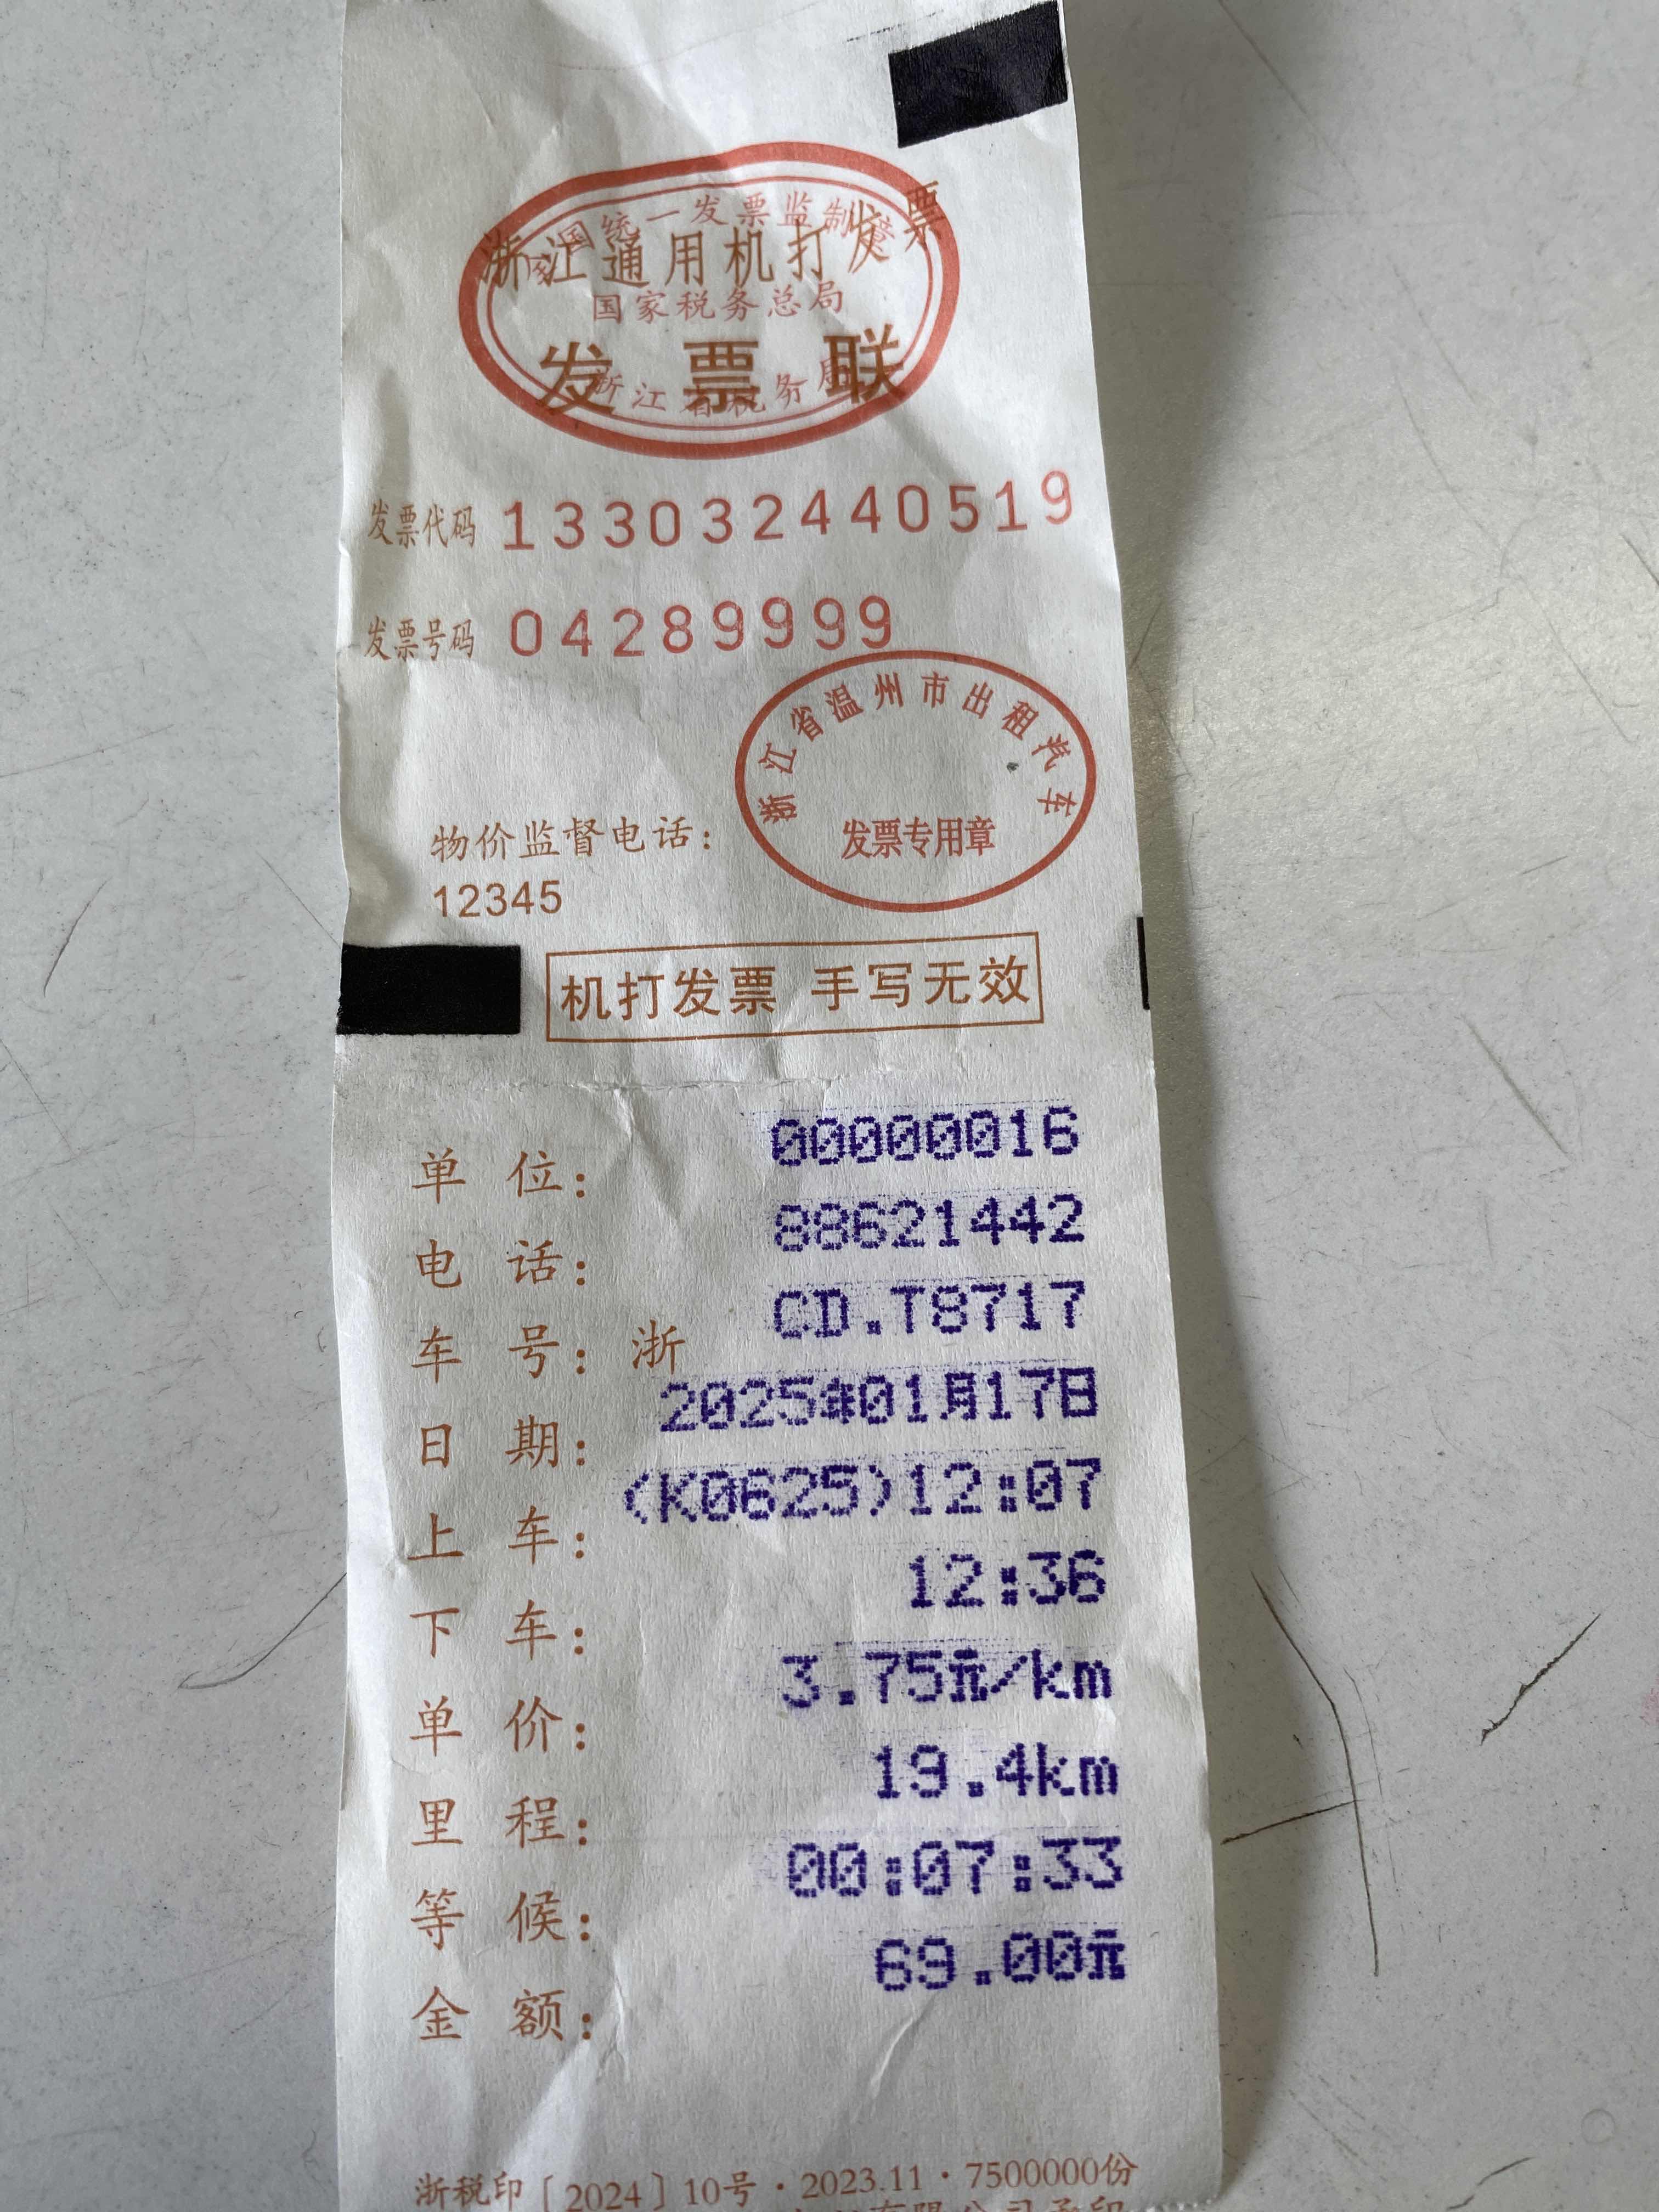 全国统一发票监制章
浙江通用机打发票
国家税务总局
发票联
浙江省税务局
发票代码 133032440519
发票号码 04289999
浙江省温州市出租汽车
发票专用章
物价监督电话：
12345
机打发票 手写无效
单 位： 00000016
电 话： 88621442
车 号：浙 CD.T8717
日 期： 2025年01月17日
上 车： (K0625)12:07
下 车： 12:36
单 价： 3.75元/km
里 程： 19.4km
等 候： 00:07:33
金 额： 69.00元
浙税印〔2024〕10号·2023.11·7500000份
有限公司承印